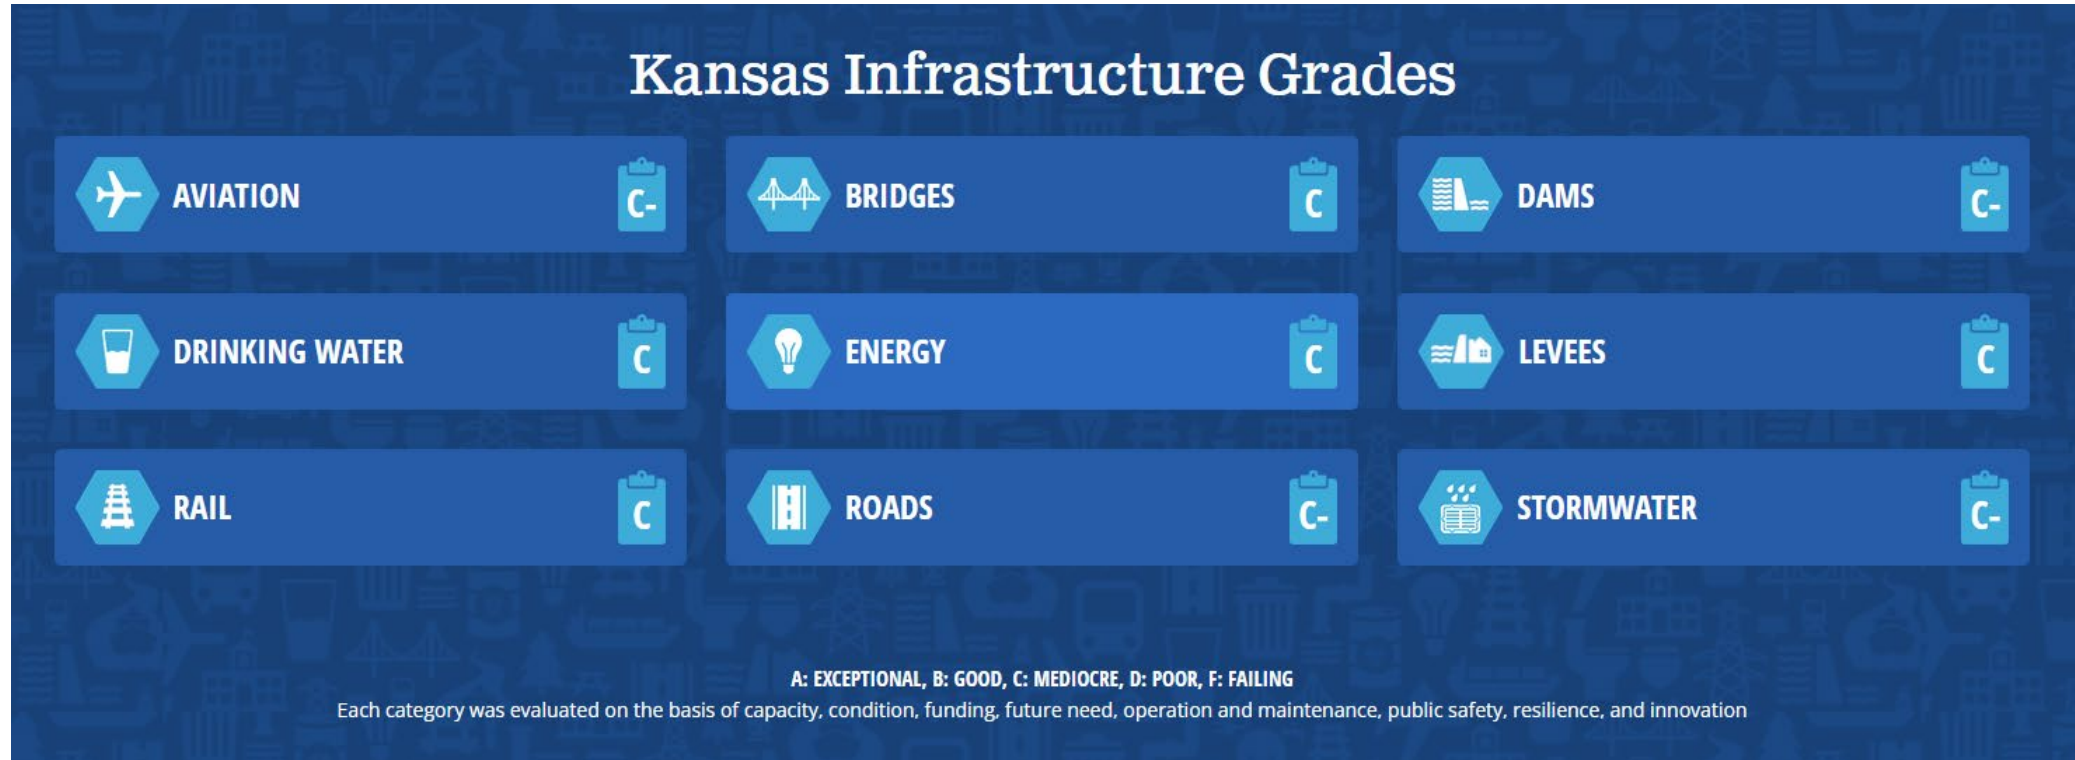 Kansas Infrastructure Grades
AVIATION C-
BRIDGES C
DAMS C-
DRINKING WATER C
ENERGY C
LEVEES C
RAIL C
ROADS C-
STORMWATER C-
A: EXCEPTIONAL, B: GOOD, C: MEDIOCRE, D: POOR, F: FAILING
Each category was evaluated on the basis of capacity, condition, funding, future need, operation and maintenance, public safety, resilience, and innovation